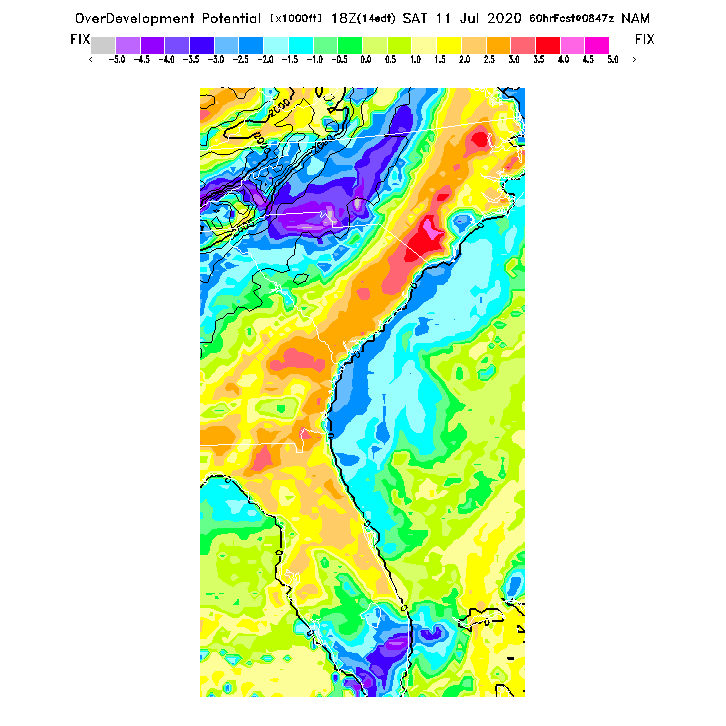 OverDevelopment Potential [x1000ft] 18Z(14edt) SAT 11 Jul 2020 60hrFcst@0847z NAM
FIX FIX
< -5.0 -4.5 -4.0 -3.5 -3.0 -2.5 -2.0 -1.5 -1.0 -0.5 0.0 0.5 1.0 1.5 2.0 2.5 3.0 3.5 4.0 4.5 5.0 >
2000